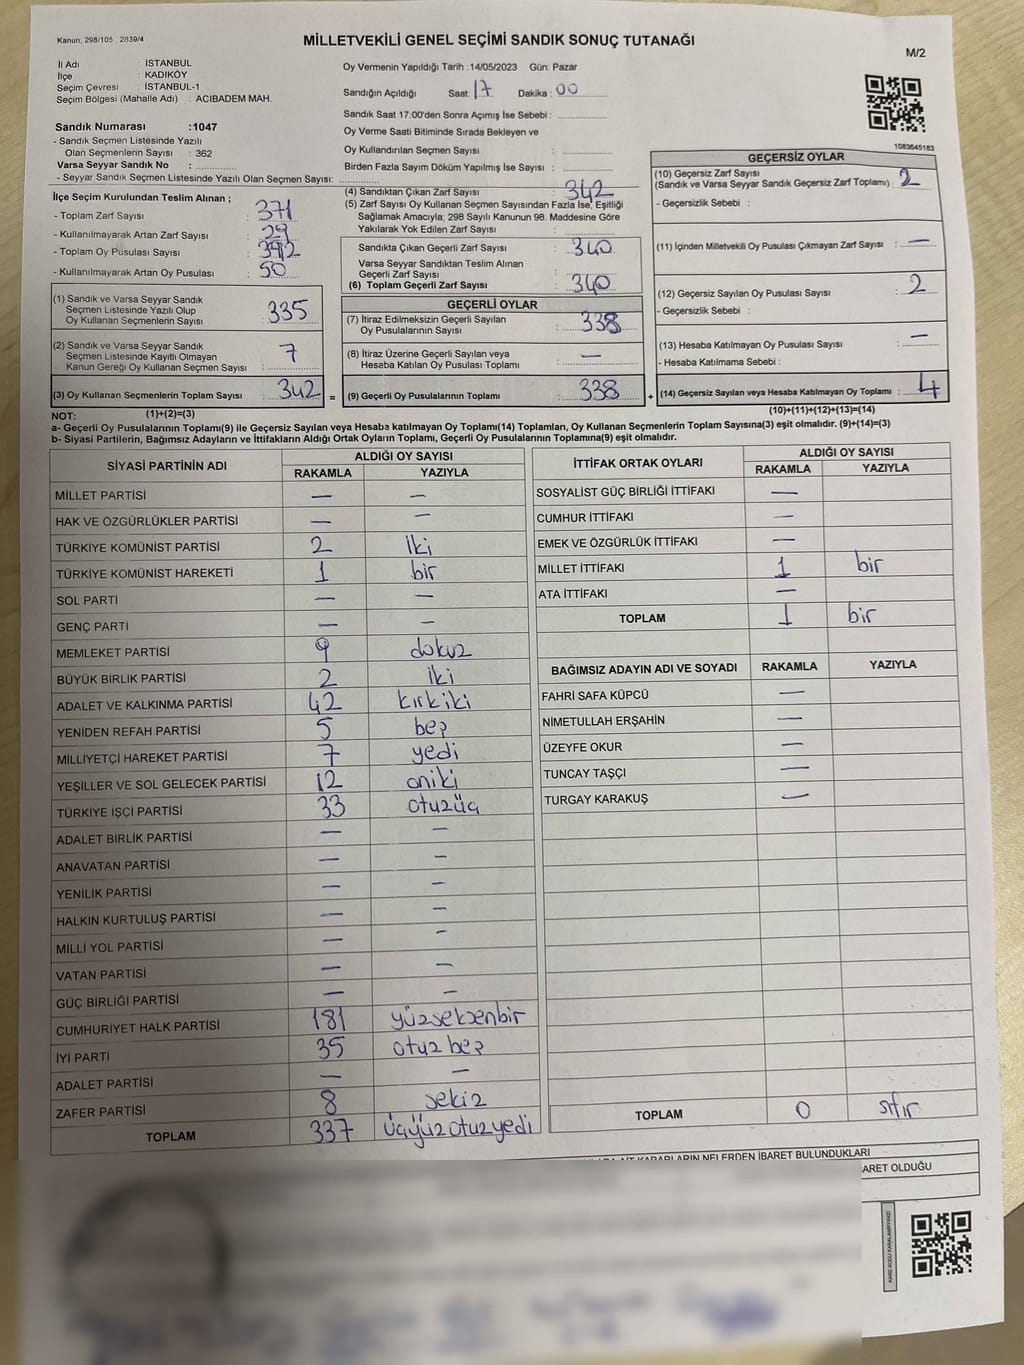 Kanun: 298/105 2839/4
MİLLETVEKİLİ GENEL SEÇİMİ SANDIK SONUÇ TUTANAĞI
M/2
İl Adı : İSTANBUL
İlçe : KADIKÖY
Seçim Çevresi : İSTANBUL-1
Seçim Bölgesi (Mahalle Adı) : ACIBADEM MAH.
Sandık Numarası :1047
- Sandık Seçmen Listesinde Yazılı
Olan Seçmenlerin Sayısı : 362
Varsa Seyyar Sandık No :
- Seyyar Sandık Seçmen Listesinde Yazılı Olan Seçmen Sayısı:
Oy Vermenin Yapıldığı Tarih :14/05/2023 Gün: Pazar
Sandığın Açıldığı Saat: 17 Dakika : 00
Sandık Saat 17:00'den Sonra Açımış İse Sebebi :
Oy Verme Saati Bitiminde Sırada Bekleyen ve
Oy Kullandırılan Seçmen Sayısı :
Birden Fazla Sayım Döküm Yapılmış İse Sayısı :
1083645183
İlçe Seçim Kurulundan Teslim Alınan ;
- Toplam Zarf Sayısı : 371
- Kullanılmayarak Artan Zarf Sayısı : 29
- Toplam Oy Pusulası Sayısı : 392
- Kullanılmayarak Artan Oy Pusulası : 50
(1) Sandık ve Varsa Seyyar Sandık
Seçmen Listesinde Yazılı Olup
Oy Kullanan Seçmenlerin Sayısı : 335
(2) Sandık ve Varsa Seyyar Sandık
Seçmen Listesinde Kayıtlı Olmayan
Kanun Gereği Oy Kullanan Seçmen Sayısı : 7
(3) Oy Kullanan Seçmenlerin Toplam Sayısı : 342 =
(4) Sandıktan Çıkan Zarf Sayısı : 342
(5) Zarf Sayısı Oy Kullanan Seçmen Sayısından Fazla İse, Eşitliği
Sağlamak Amacıyla; 298 Sayılı Kanunun 98. Maddesine Göre
Yakılarak Yok Edilen Zarf Sayısı :
Sandıkta Çıkan Geçerli Zarf Sayısı : 340
Varsa Seyyar Sandıktan Teslim Alınan
Geçerli Zarf Sayısı :
(6) Toplam Geçerli Zarf Sayısı : 340
GEÇERLİ OYLAR
(7) İtiraz Edilmeksizin Geçerli Sayılan
Oy Pusulalarının Sayısı : 338
(8) İtiraz Üzerine Geçerli Sayılan veya
Hesaba Katılan Oy Pusulası Toplamı : —
(9) Geçerli Oy Pusulalarının Toplamı : 338 +
GEÇERSİZ OYLAR
(10) Geçersiz Zarf Sayısı
(Sandık ve Varsa Seyyar Sandık Geçersiz Zarf Toplamı) : 2
- Geçersizlik Sebebi :
(11) İçinden Milletvekili Oy Pusulası Çıkmayan Zarf Sayısı : —
(12) Geçersiz Sayılan Oy Pusulası Sayısı : 2
- Geçersizlik Sebebi :
(13) Hesaba Katılmayan Oy Pusulası Sayısı : —
- Hesaba Katılmama Sebebi :
(14) Geçersiz Sayılan veya Hesaba Katılmayan Oy Toplamı : 4
NOT: (1)+(2)=(3) (10)+(11)+(12)+(13)=(14)
a- Geçerli Oy Pusulalarının Toplamı(9) ile Geçersiz Sayılan veya Hesaba katılmayan Oy Toplamı(14) Toplamları, Oy Kullanan Seçmenlerin Toplam Sayısına(3) eşit olmalıdır. (9)+(14)=(3)
b- Siyasi Partilerin, Bağımsız Adayların ve İttifakların Aldığı Ortak Oyların Toplamı, Geçerli Oy Pusulalarının Toplamına(9) eşit olmalıdır.
SİYASİ PARTİNİN ADI ALDIĞI OY SAYISI
RAKAMLA YAZIYLA
MİLLET PARTİSİ — —
HAK VE ÖZGÜRLÜKLER PARTİSİ — —
TÜRKİYE KOMÜNİST PARTİSİ 2 iki
TÜRKİYE KOMÜNİST HAREKETİ 1 bir
SOL PARTİ — —
GENÇ PARTİ — —
MEMLEKET PARTİSİ 9 dokuz
BÜYÜK BİRLİK PARTİSİ 2 iki
ADALET VE KALKINMA PARTİSİ 42 kırkiki
YENİDEN REFAH PARTİSİ 5 beş
MİLLİYETÇİ HAREKET PARTİSİ 7 yedi
YEŞİLLER VE SOL GELECEK PARTİSİ 12 oniki
TÜRKİYE İŞÇİ PARTİSİ 33 otuzüç
ADALET BİRLİK PARTİSİ — —
ANAVATAN PARTİSİ — —
YENİLİK PARTİSİ — —
HALKIN KURTULUŞ PARTİSİ — —
MİLLİ YOL PARTİSİ — —
VATAN PARTİSİ — —
GÜÇ BİRLİĞİ PARTİSİ — —
CUMHURİYET HALK PARTİSİ 181 yüzseksenbir
İYİ PARTİ 35 otuz beş
ADALET PARTİSİ — —
ZAFER PARTİSİ 8 sekiz
TOPLAM 337 üçyüzotuzyedi
İTTİFAK ORTAK OYLARI ALDIĞI OY SAYISI
RAKAMLA YAZIYLA
SOSYALİST GÜÇ BİRLİĞİ İTTİFAKI —
CUMHUR İTTİFAKI —
EMEK VE ÖZGÜRLÜK İTTİFAKI —
MİLLET İTTİFAKI 1 bir
ATA İTTİFAKI —
TOPLAM 1 bir
BAĞIMSIZ ADAYIN ADI VE SOYADI RAKAMLA YAZIYLA
FAHRİ SAFA KÜPCÜ —
NİMETULLAH ERŞAHİN —
ÜZEYFE OKUR —
TUNCAY TAŞÇI —
TURGAY KARAKUŞ —
TOPLAM 0 sıfır
KARARLARIN NELERDEN İBARET BULUNDUKLARI
ARET OLDUĞU